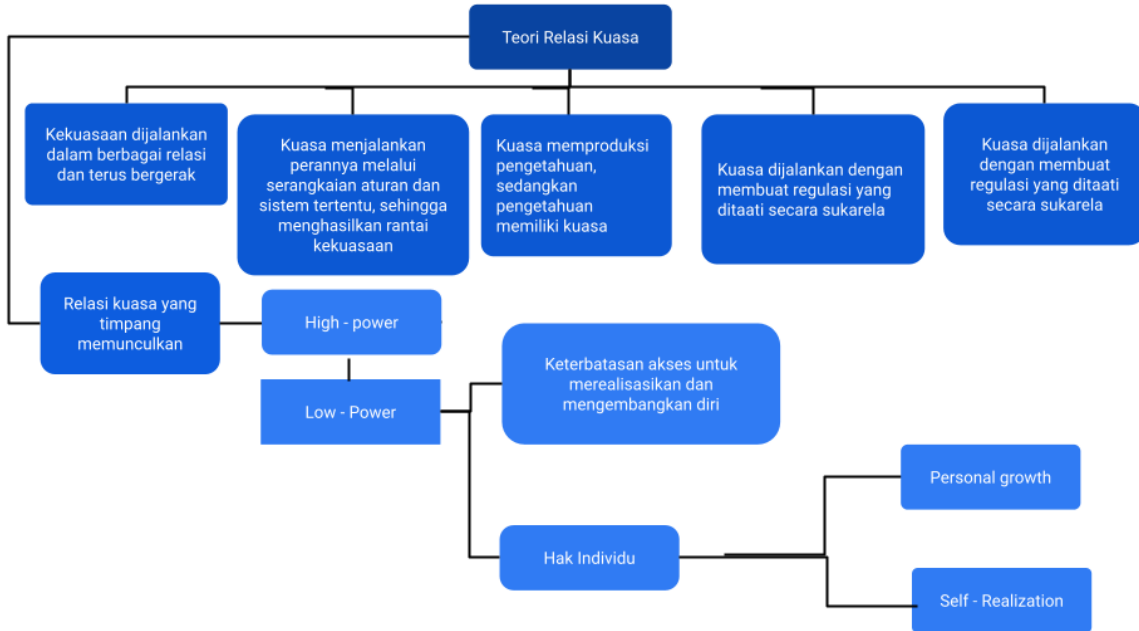 Teori Relasi Kuasa
Kekuasaan dijalankan
dalam berbagai relasi
dan terus bergerak
Kuasa menjalankan
perannya melalui
serangkaian aturan dan
sistem tertentu, sehingga
menghasilkan rantai
kekuasaan
Kuasa memproduksi
pengetahuan,
sedangkan
pengetahuan
memiliki kuasa
Kuasa dijalankan dengan
membuat regulasi yang
ditaati secara sukarela
Kuasa dijalankan
dengan membuat
regulasi yang ditaati
secara sukarela
Relasi kuasa yang
timpang
memunculkan
High - power
Low - Power
Keterbatasan akses untuk
merealisasikan dan
mengembangkan diri
Hak Individu
Personal growth
Self - Realization